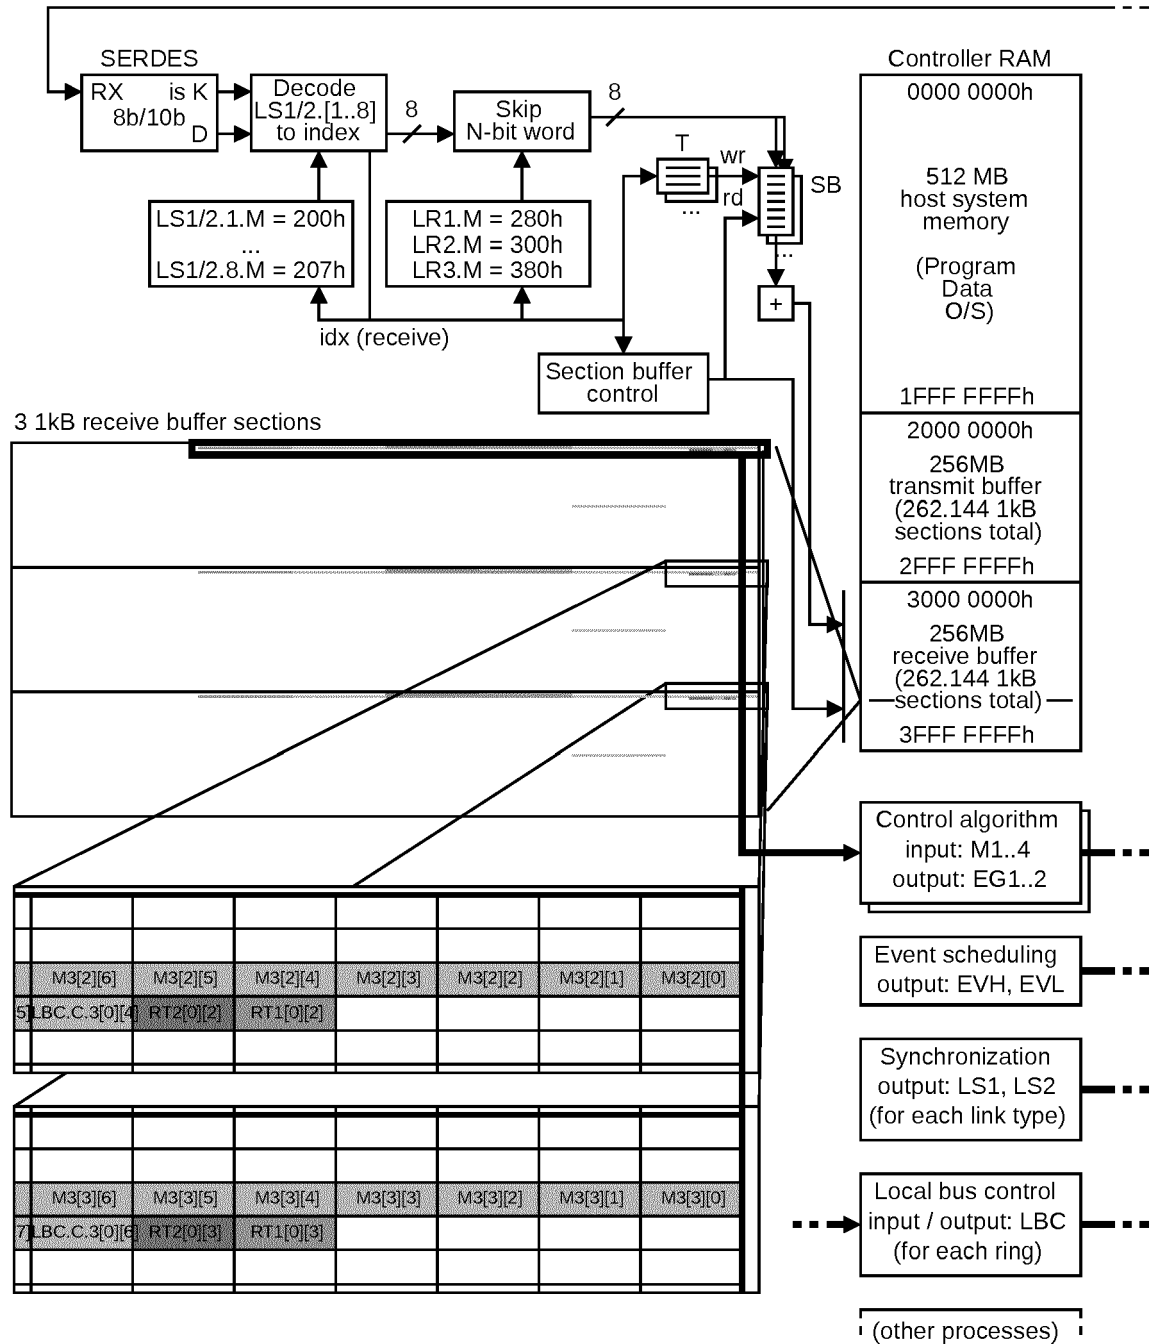 SERDES
RX
is K
8b/10b
D
Decode
LS1/2.[1..8]
to index
8
Skip
N-bit word
8
T
wr
rd
SB
...
...
+
LS1/2.1.M = 200h
...
LS1/2.8.M = 207h
LR1.M = 280h
LR2.M = 300h
LR3.M = 380h
idx (receive)
Section buffer
control
Controller RAM
0000 0000h
512 MB
host system
memory
(Program
Data
O/S)
1FFF FFFFh
2000 0000h
256MB
transmit buffer
(262.144 1kB
sections total)
2FFF FFFFh
3000 0000h
256MB
receive buffer
(262.144 1kB
sections total)
3FFF FFFFh
3 1kB receive buffer sections
Control algorithm
input: M1..4
output: EG1..2
Event scheduling
output: EVH, EVL
Synchronization
output: LS1, LS2
(for each link type)
Local bus control
input / output: LBC
(for each ring)
(other processes)
M3[2][6] M3[2][5] M3[2][4] M3[2][3] M3[2][2] M3[2][1] M3[2][0]
5] LBC.C.3[0][4] RT2[0][2] RT1[0][2]
M3[3][6] M3[3][5] M3[3][4] M3[3][3] M3[3][2] M3[3][1] M3[3][0]
7] LBC.C.3[0][6] RT2[0][3] RT1[0][3]